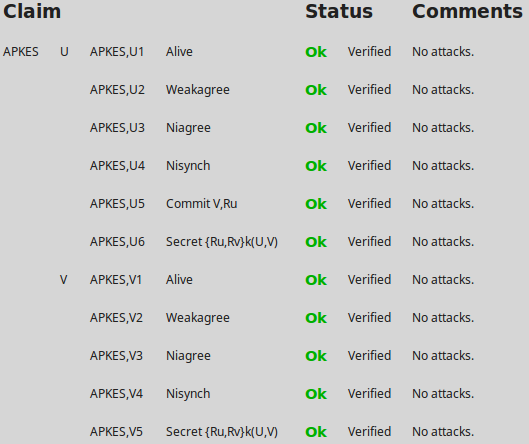 Claim Status Comments
APKES U APKES,U1 Alive Ok Verified No attacks.
APKES,U2 Weakagree Ok Verified No attacks.
APKES,U3 Niagree Ok Verified No attacks.
APKES,U4 Nisynch Ok Verified No attacks.
APKES,U5 Commit V,Ru Ok Verified No attacks.
APKES,U6 Secret {Ru,Rv}k(U,V) Ok Verified No attacks.
V APKES,V1 Alive Ok Verified No attacks.
APKES,V2 Weakagree Ok Verified No attacks.
APKES,V3 Niagree Ok Verified No attacks.
APKES,V4 Nisynch Ok Verified No attacks.
APKES,V5 Secret {Ru,Rv}k(U,V) Ok Verified No attacks.